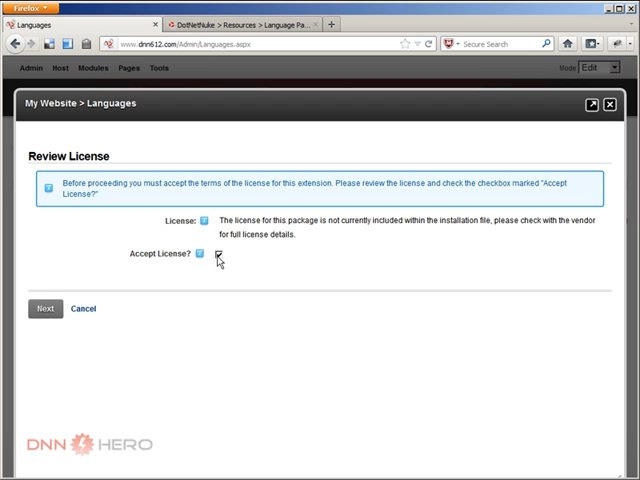 Firefox
Languages
DotNetNuke > Resources > Language Pa...
www.dnn612.com/Admin/Languages.aspx
Secure Search
Admin Host Modules Pages Tools
Mode Edit
My Website > Languages
Review License
Before proceeding you must accept the terms of the license for this extension. Please review the license and check the checkbox marked "Accept
License?"
License: The license for this package is not currently included within the installation file, please check with the vendor
for full license details.
Accept License?
Next Cancel
DNN HERO